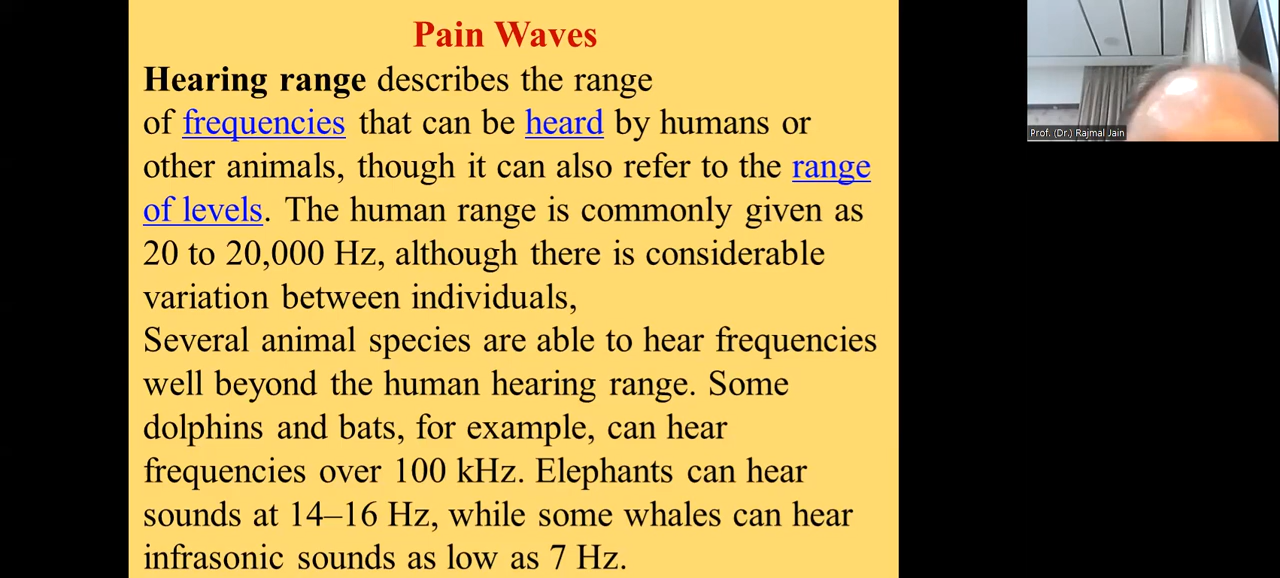 Pain Waves
Hearing range describes the range
of frequencies that can be heard by humans or
other animals, though it can also refer to the range
of levels. The human range is commonly given as
20 to 20,000 Hz, although there is considerable
variation between individuals,
Several animal species are able to hear frequencies
well beyond the human hearing range. Some
dolphins and bats, for example, can hear
frequencies over 100 kHz. Elephants can hear
sounds at 14–16 Hz, while some whales can hear
infrasonic sounds as low as 7 Hz.
Prof. (Dr.) Rajmal Jain